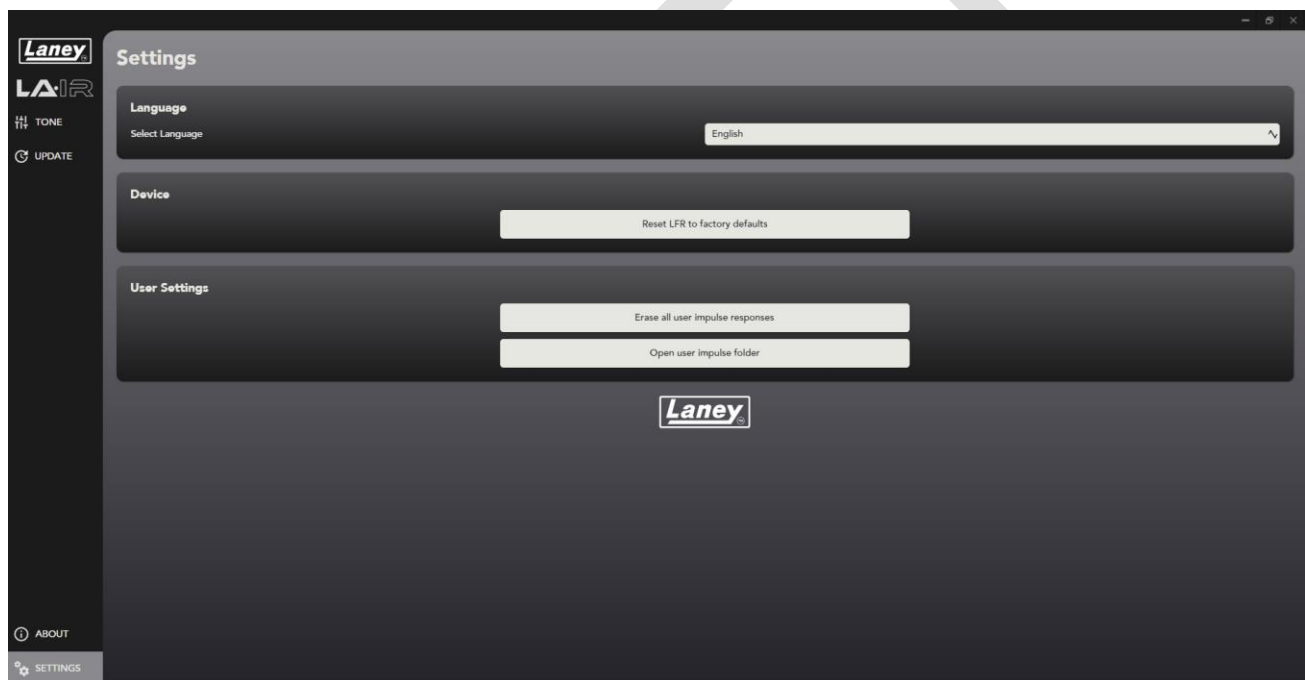 Laney
LA·IR
TONE
UPDATE
Settings
Language
Select Language
English
Device
Reset LFR to factory defaults
User Settings
Erase all user impulse responses
Open user impulse folder
Laney
ABOUT
SETTINGS